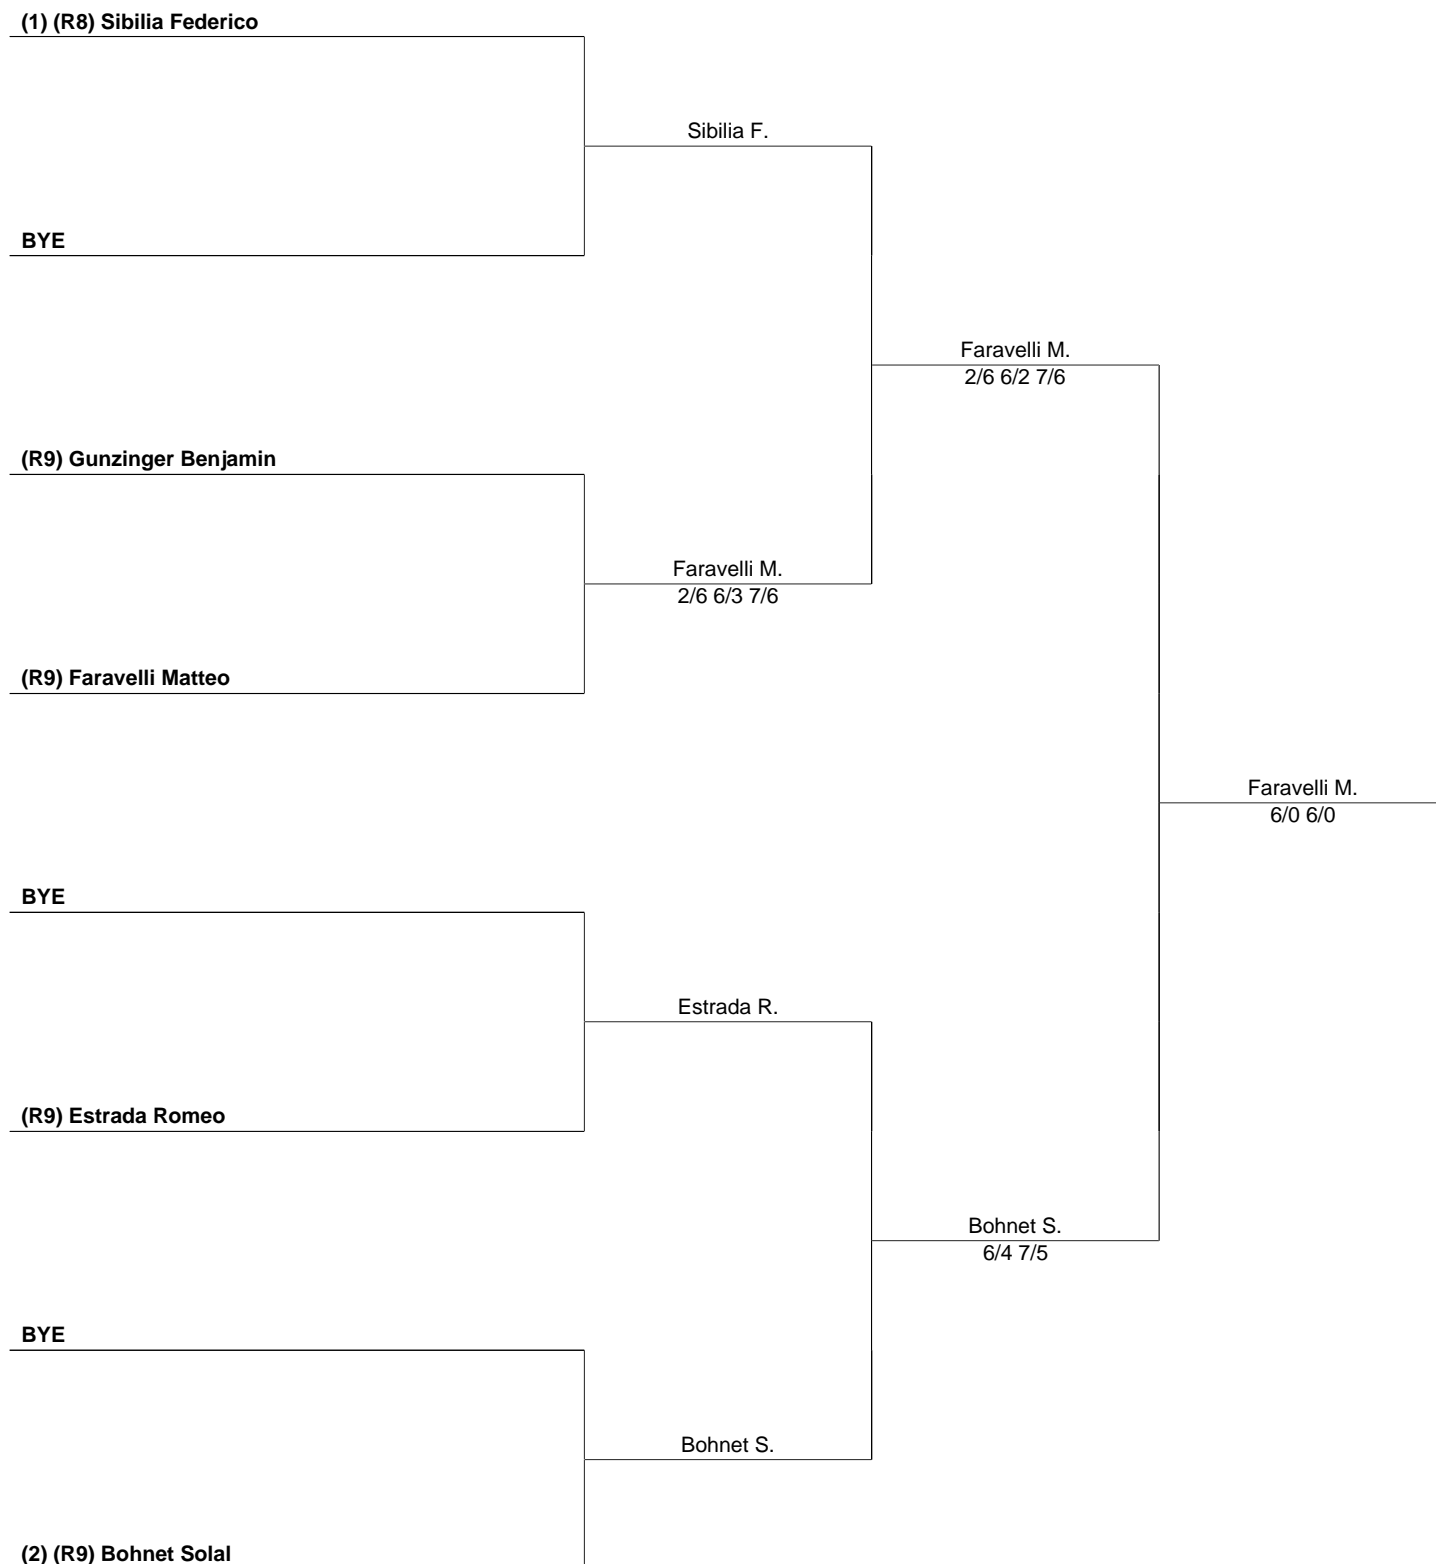 (1) (R8) Sibilia Federico
Sibilia F.
BYE
Faravelli M.
2/6 6/2 7/6
(R9) Gunzinger Benjamin
Faravelli M.
2/6 6/3 7/6
(R9) Faravelli Matteo
Faravelli M.
6/0 6/0
BYE
Estrada R.
(R9) Estrada Romeo
Bohnet S.
6/4 7/5
BYE
Bohnet S.
(2) (R9) Bohnet Solal